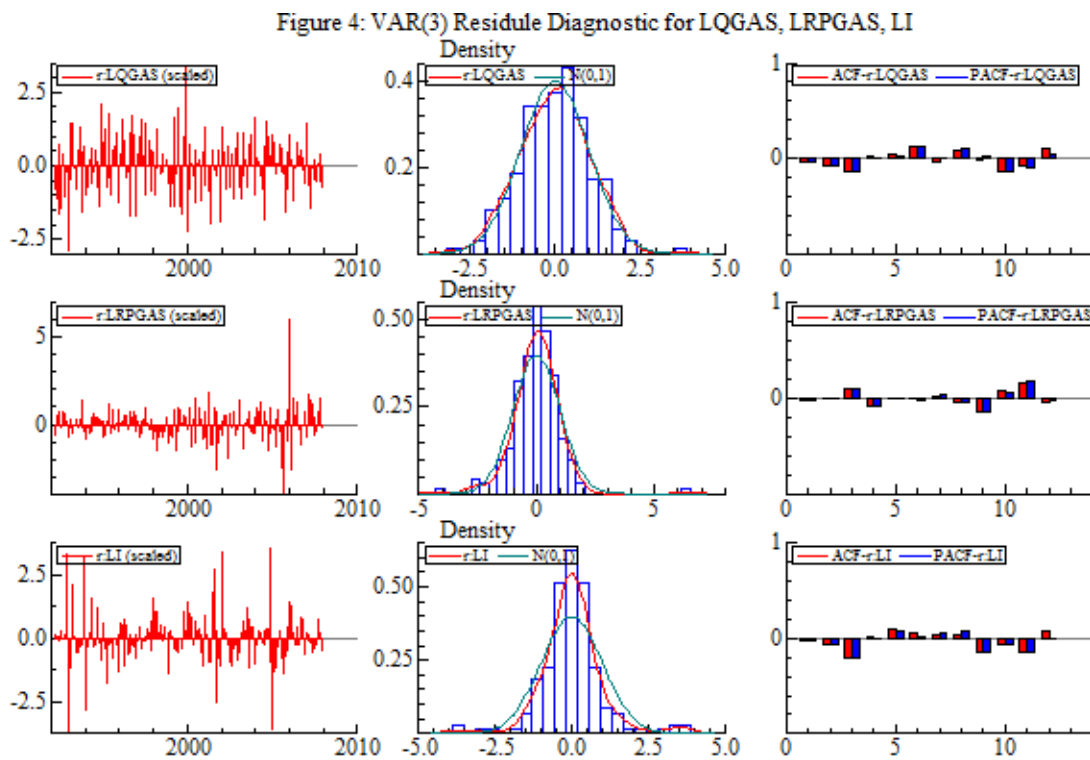 Figure 4: VAR(3) Residule Diagnostic for LQGAS, LRPGAS, LI
Density
r:LQGAS (scaled)
r:LQGAS N(0,1)
ACF-r:LQGAS PACF-r:LQGAS
2.5
0.0
-2.5
2000 2010
0.4
0.2
-2.5 0.0 2.5 5.0
1
0
0 5 10
Density
r:LRPGAS (scaled)
r:LRPGAS N(0,1)
ACF-r:LRPGAS PACF-r:LRPGAS
5
0
2000 2010
0.50
0.25
-5 0 5
1
0
0 5 10
Density
r:LI (scaled)
r:LI N(0,1)
ACF-r:LI PACF-r:LI
2.5
0.0
-2.5
2000 2010
0.50
0.25
-5.0 -2.5 0.0 2.5 5.0
1
0
0 5 10